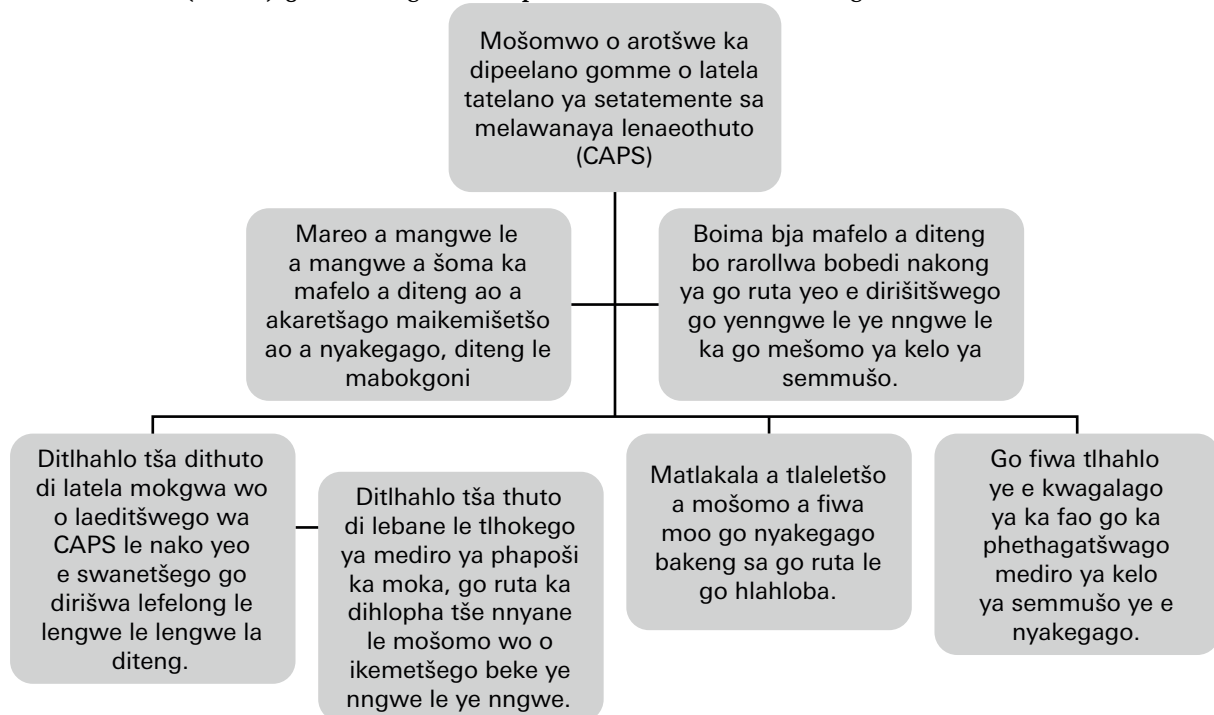 Mošomwo o arotšwe ka
dipeelano gomme o latela
tatelano ya setatemente sa
melawanaya lenaeothuto
(CAPS)
Mareo a mangwe le
a mangwe a šoma ka
mafelo a diteng ao a
akaretšago maikemišetšo
ao a nyakegago, diteng le
mabokgoni
Boima bja mafelo a diteng
bo rarollwa bobedi nakong
ya go ruta yeo e dirišitšwego
go yenngwe le ye nngwe le
ka go mešomo ya kelo ya
semmušo.
Ditlhahlo tša dithuto
di latela mokgwa wo
o laeditšwego wa
CAPS le nako yeo
e swanetšego go
dirišwa lefelong le
lengwe le lengwe la
diteng.
Ditlhahlo tša thuto
di lebane le tlhokego
ya mediro ya phapoši
ka moka, go ruta ka
dihlopha tše nnyane
le mošomo wo o
ikemetšego beke ye
nngwe le ye nngwe.
Matlakala a tlaleletšo
a mošomo a fiwa
moo go nyakegago
bakeng sa go ruta le
go hlahloba.
Go fiwa tlhahlo
ye e kwagalago
ya ka fao go ka
phethagatšwago
mediro ya kelo
ya semmušo ye e
nyakegago.